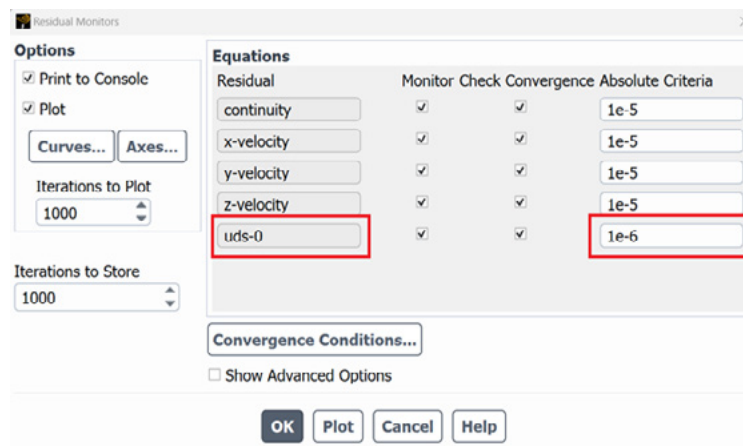 Residual Monitors
Options
Print to Console
Plot
Curves... Axes...
Iterations to Plot
1000
Iterations to Store
1000
Equations
Residual Monitor Check Convergence Absolute Criteria
continuity 1e-5
x-velocity 1e-5
y-velocity 1e-5
z-velocity 1e-5
uds-0 1e-6
Convergence Conditions...
Show Advanced Options
OK Plot Cancel Help